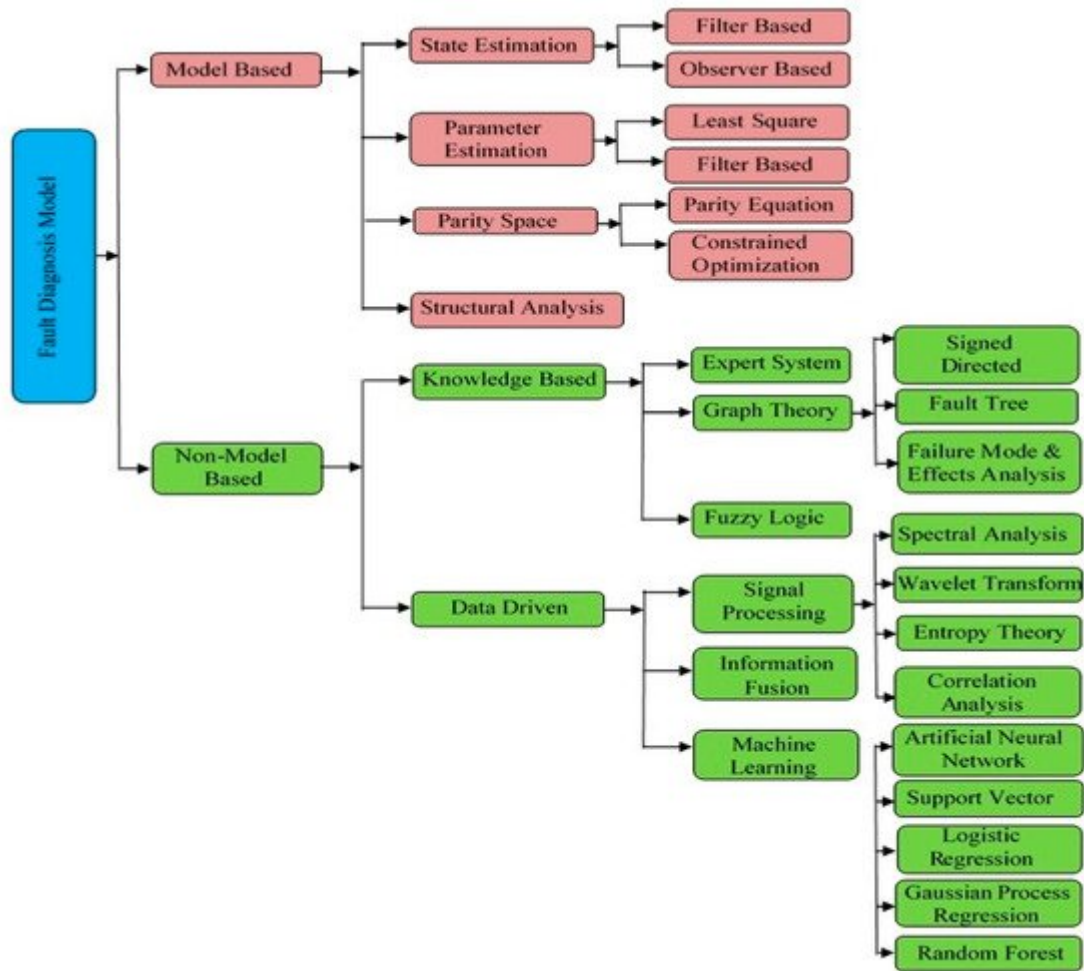 Fault Diagnosis Model
Model Based
State Estimation
Filter Based
Observer Based
Parameter
Estimation
Least Square
Filter Based
Parity Space
Parity Equation
Constrained
Optimization
Structural Analysis
Non-Model
Based
Knowledge Based
Expert System
Graph Theory
Signed
Directed
Fault Tree
Failure Mode &
Effects Analysis
Fuzzy Logic
Data Driven
Signal
Processing
Spectral Analysis
Wavelet Transform
Entropy Theory
Correlation
Analysis
Information
Fusion
Machine
Learning
Artificial Neural
Network
Support Vector
Logistic
Regression
Gaussian Process
Regression
Random Forest